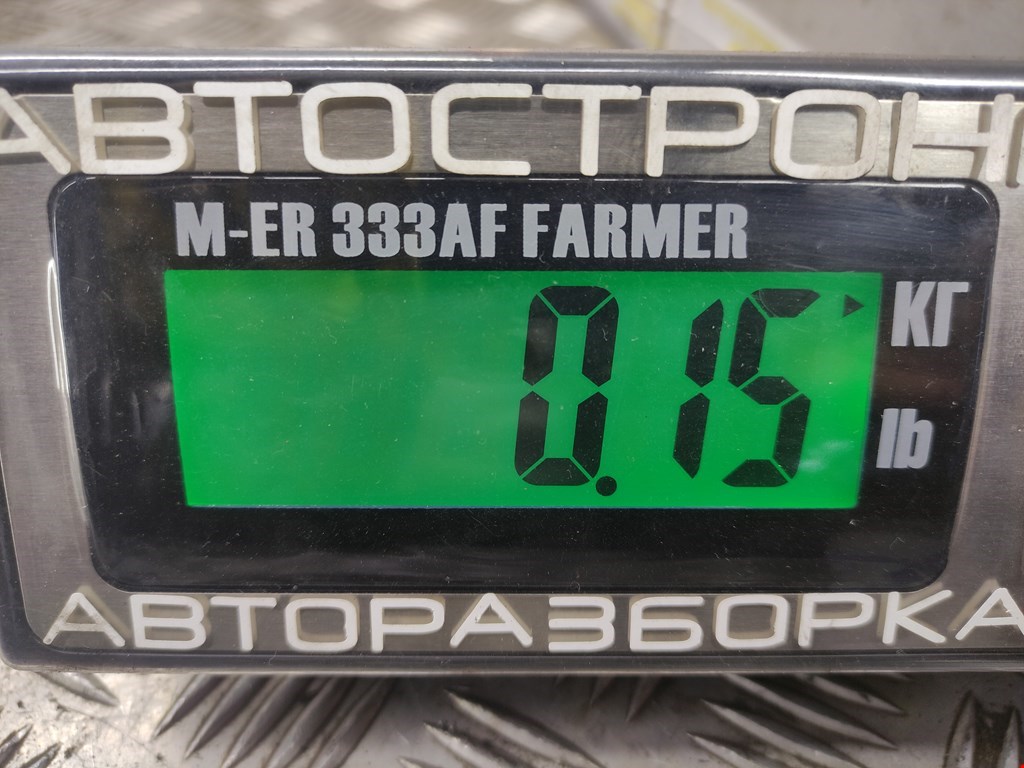 АВТОСТРОН
M-ER 333AF FARMER
0.15
КГ
lb
АВТОРАЗБОРКА